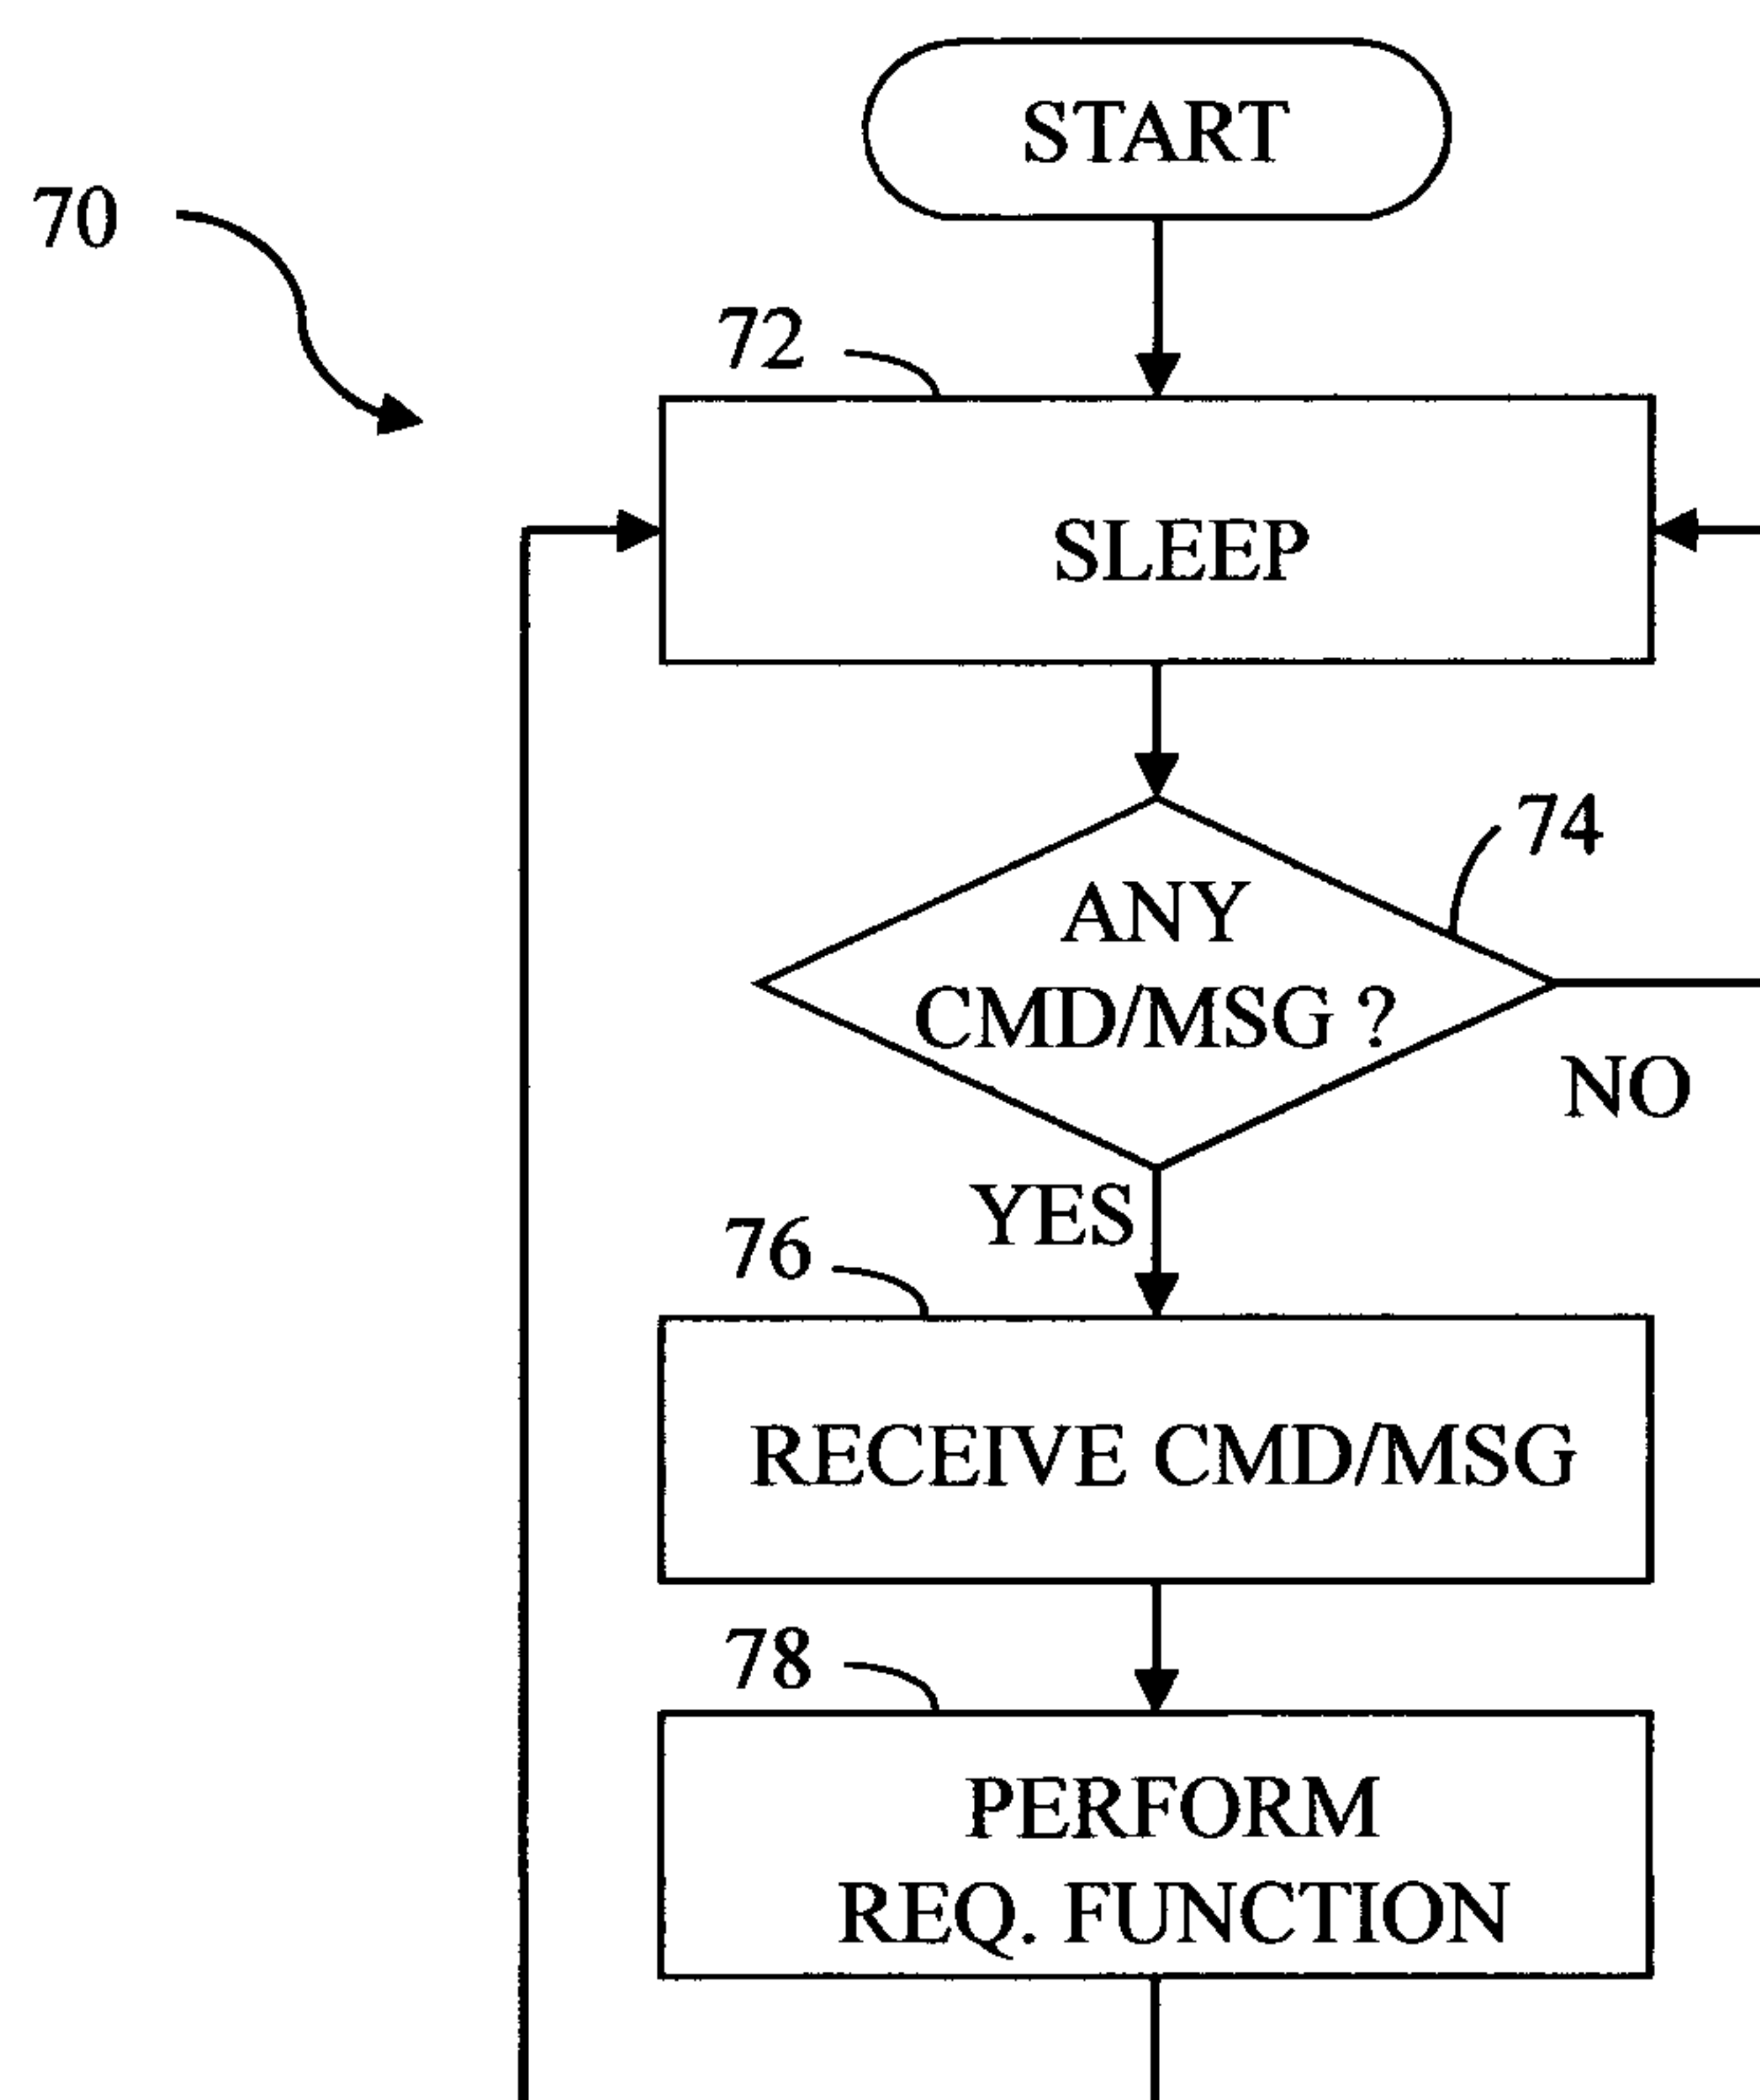 START
70
72
SLEEP
74
ANY
CMD/MSG ?
NO
YES
76
RECEIVE CMD/MSG
78
PERFORM
REQ. FUNCTION